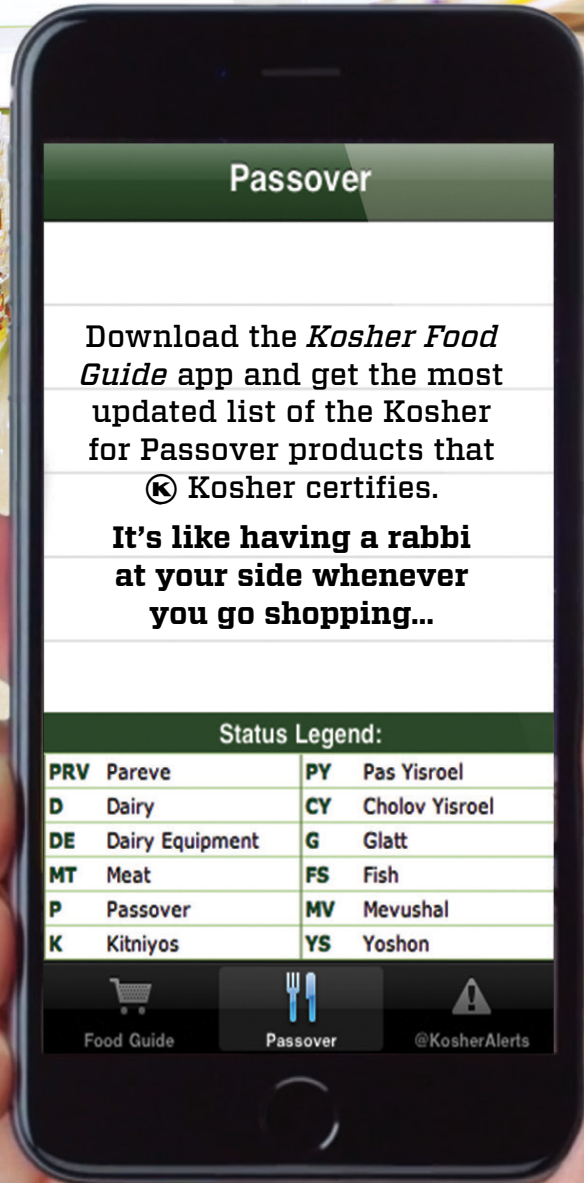 Passover
Download the Kosher Food
Guide app and get the most
updated list of the Kosher
for Passover products that
K Kosher certifies.
It’s like having a rabbi
at your side whenever
you go shopping...
Status Legend:
PRV Pareve PY Pas Yisroel
D Dairy CY Cholov Yisroel
DE Dairy Equipment G Glatt
MT Meat FS Fish
P Passover MV Mevushal
K Kitniyos YS Yoshon
Food Guide Passover @KosherAlerts